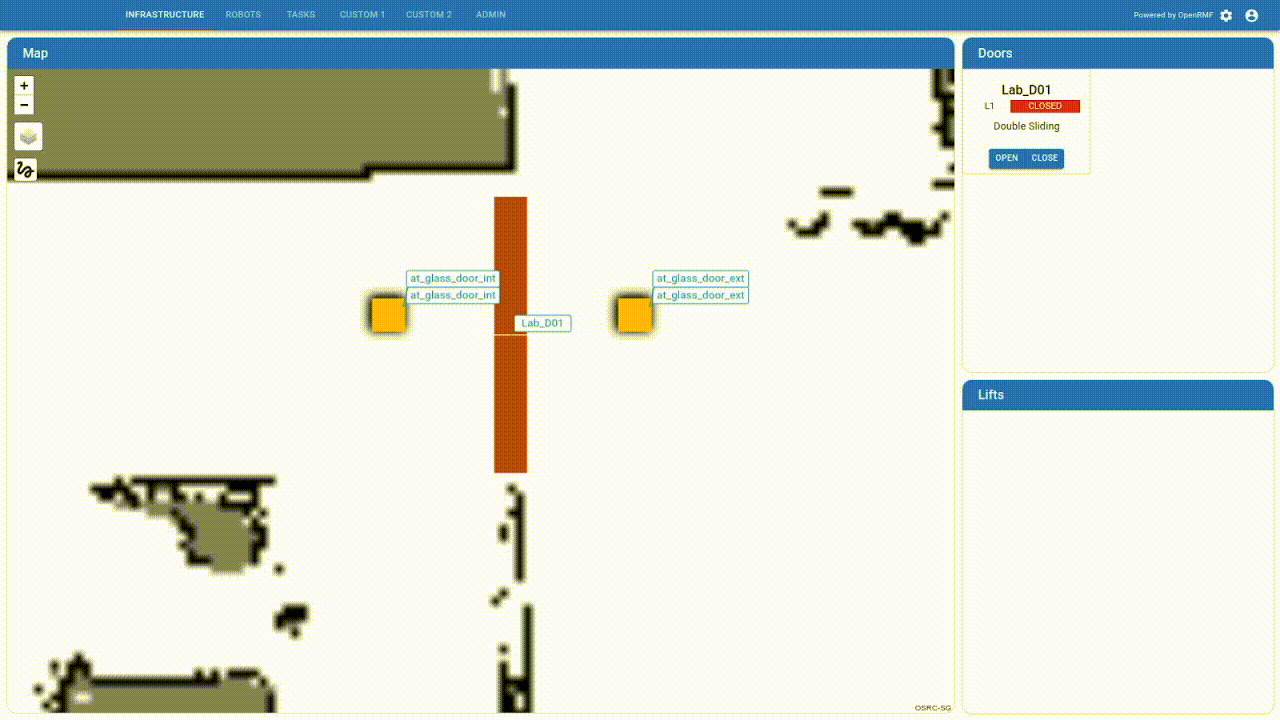 INFRASTRUCTURE ROBOTS TASKS CUSTOM 1 CUSTOM 2 ADMIN Powered by OpenRMF
Map
+
−
at_glass_door_int
at_glass_door_int
at_glass_door_ext
at_glass_door_ext
Lab_D01
OSRC-SG
Doors
Lab_D01
L1 CLOSED
Double Sliding
OPEN CLOSE
Lifts